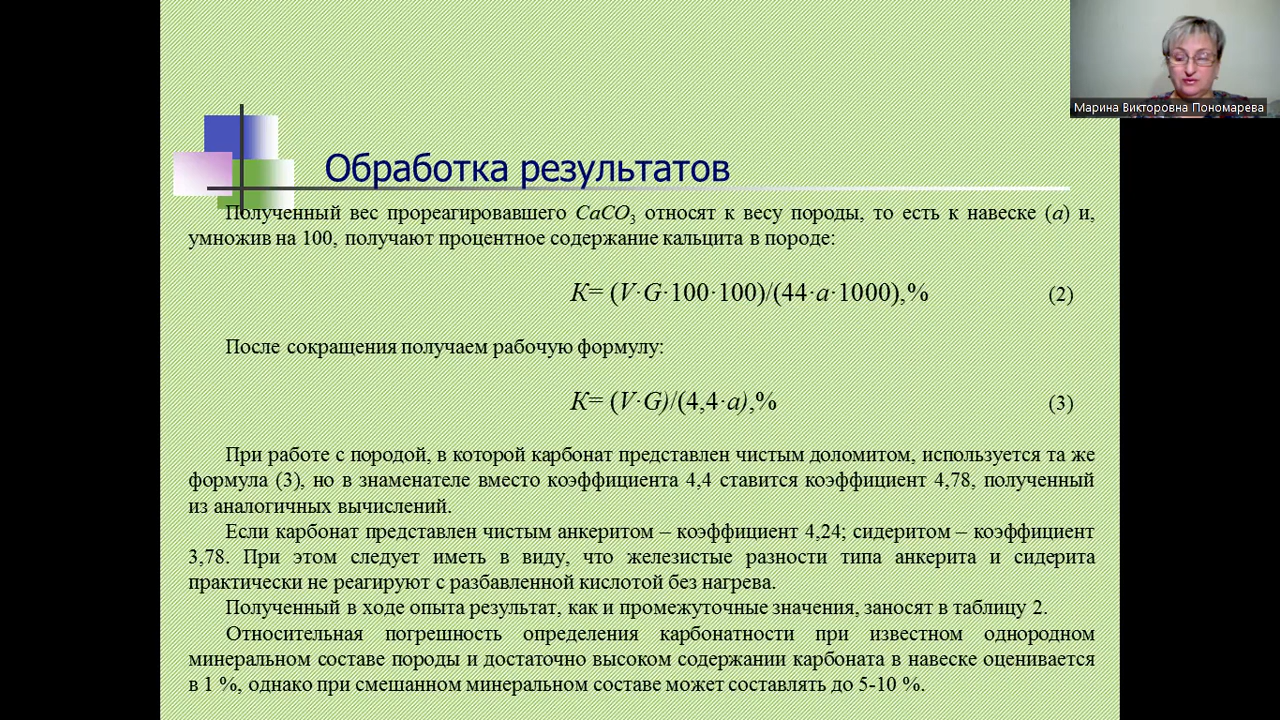 Марина Викторовна Пономарева
Обработка результатов
Полученный вес прореагировавшего CaCO₃ относят к весу породы, то есть к навеске (a) и,
умножив на 100, получают процентное содержание кальцита в породе:
K= (V·G·100·100)/(44·a·1000),% (2)
После сокращения получаем рабочую формулу:
K= (V·G)/(4,4·a),% (3)
При работе с породой, в которой карбонат представлен чистым доломитом, используется та же
формула (3), но в знаменателе вместо коэффициента 4,4 ставится коэффициент 4,78, полученный
из аналогичных вычислений.
Если карбонат представлен чистым анкеритом – коэффициент 4,24; сидеритом – коэффициент
3,78. При этом следует иметь в виду, что железистые разности типа анкерита и сидерита
практически не реагируют с разбавленной кислотой без нагрева.
Полученный в ходе опыта результат, как и промежуточные значения, заносят в таблицу 2.
Относительная погрешность определения карбонатности при известном однородном
минеральном составе породы и достаточно высоком содержании карбоната в навеске оценивается
в 1 %, однако при смешанном минеральном составе может составлять до 5-10 %.